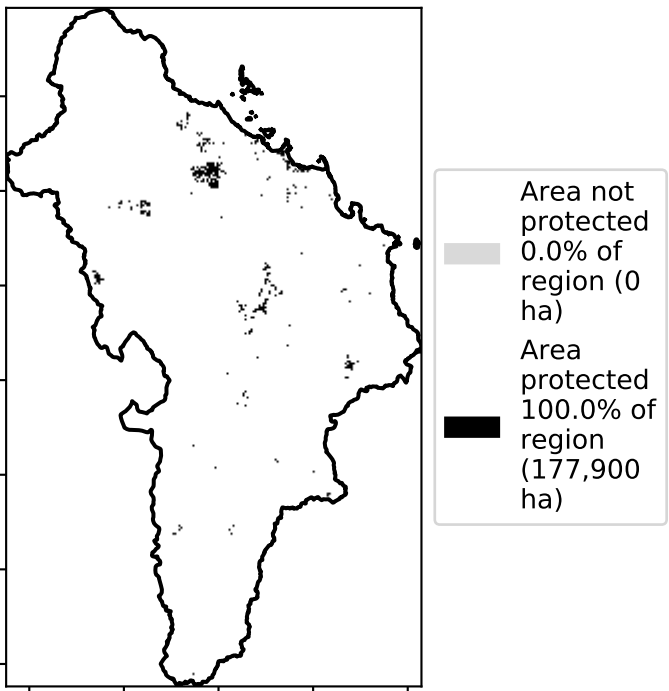 Area not
protected
0.0% of
region (0
ha)
Area
protected
100.0% of
region
(177,900
ha)